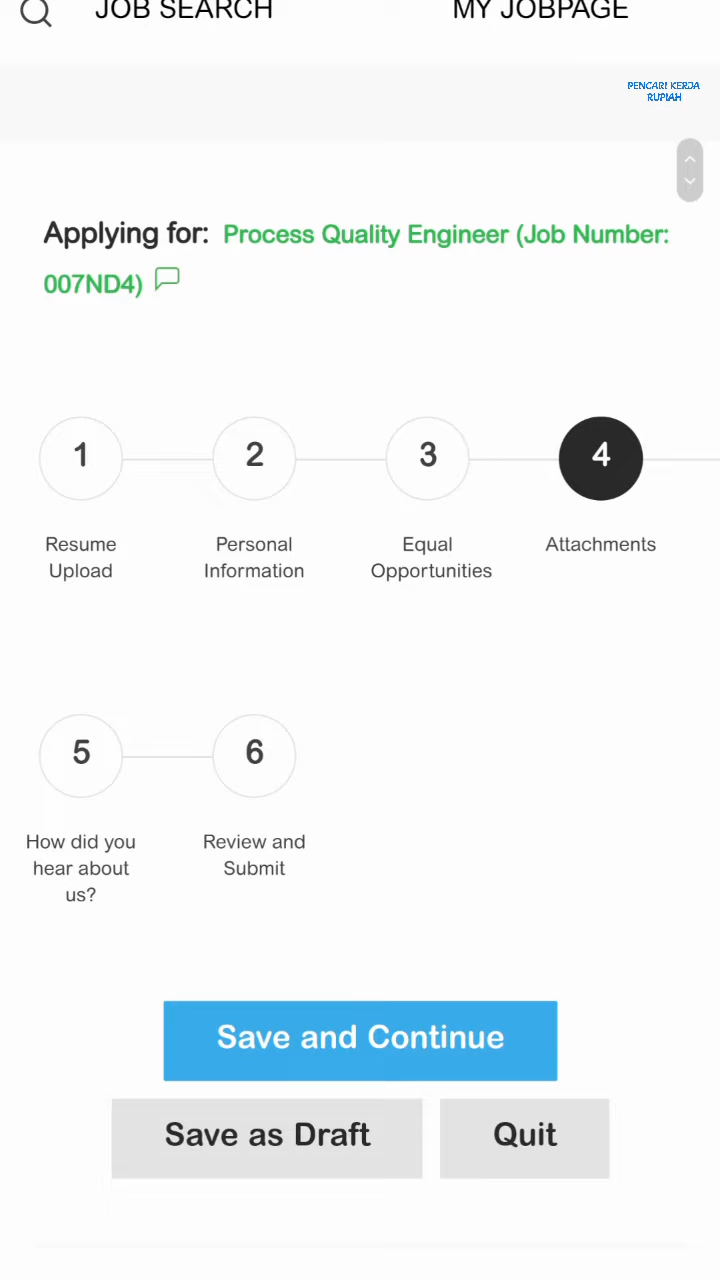 JOB SEARCH
MY JOBPAGE
PENCARI KERJA
RUPIAH
Applying for: Process Quality Engineer (Job Number:
007ND4)
1
2
3
4
Resume
Upload
Personal
Information
Equal
Opportunities
Attachments
5
6
How did you
hear about
us?
Review and
Submit
Save and Continue
Save as Draft
Quit